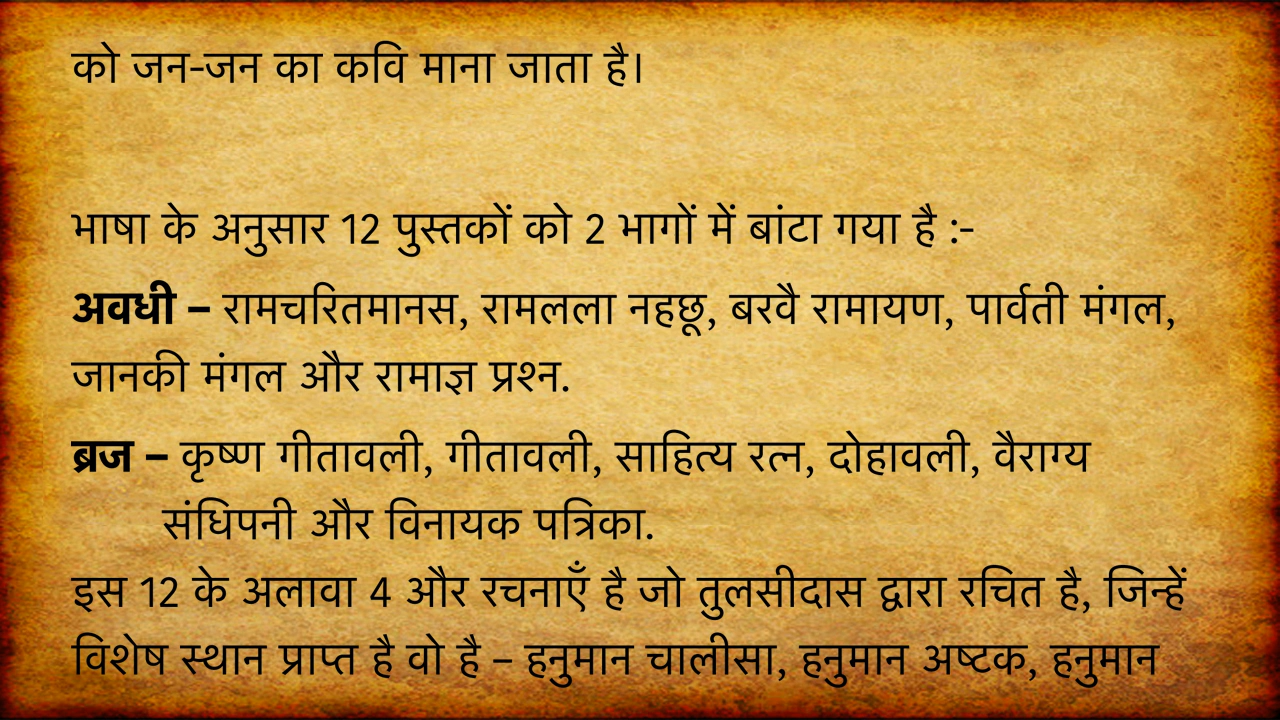 को जन-जन का कवि माना जाता है।
भाषा के अनुसार 12 पुस्तकों को 2 भागों में बांटा गया है :-
अवधी – रामचरितमानस, रामलला नहछू, बरवै रामायण, पार्वती मंगल,
जानकी मंगल और रामाज्ञ प्रश्न.
ब्रज – कृष्ण गीतावली, गीतावली, साहित्य रत्न, दोहावली, वैराग्य
संधिपनी और विनायक पत्रिका.
इस 12 के अलावा 4 और रचनाएँ है जो तुलसीदास द्वारा रचित है, जिन्हें
विशेष स्थान प्राप्त है वो है – हनुमान चालीसा, हनुमान अष्टक, हनुमान